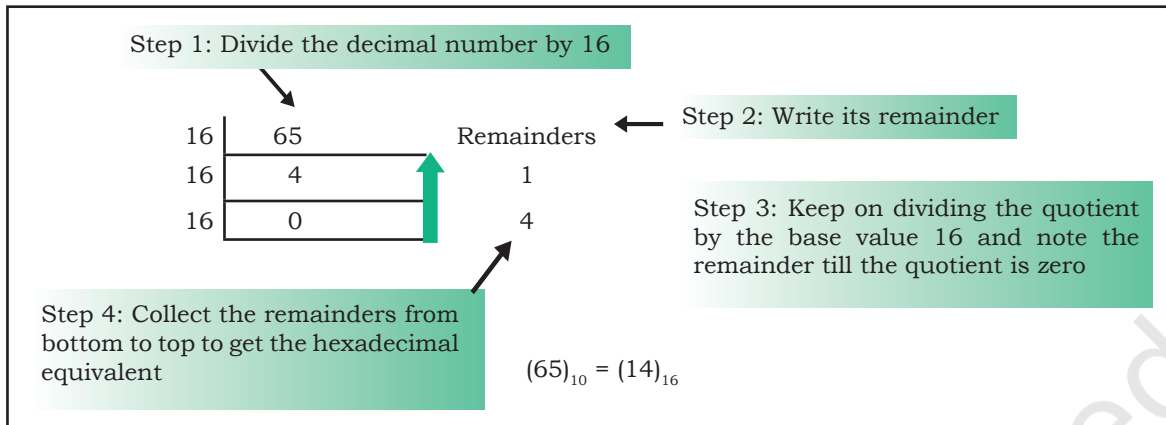 Step 1: Divide the decimal number by 16
16 65 Remainders
Step 2: Write its remainder
16 4 1
16 0 4
Step 3: Keep on dividing the quotient
by the base value 16 and note the
remainder till the quotient is zero
Step 4: Collect the remainders from
bottom to top to get the hexadecimal
equivalent
(65)₁₀ = (14)₁₆